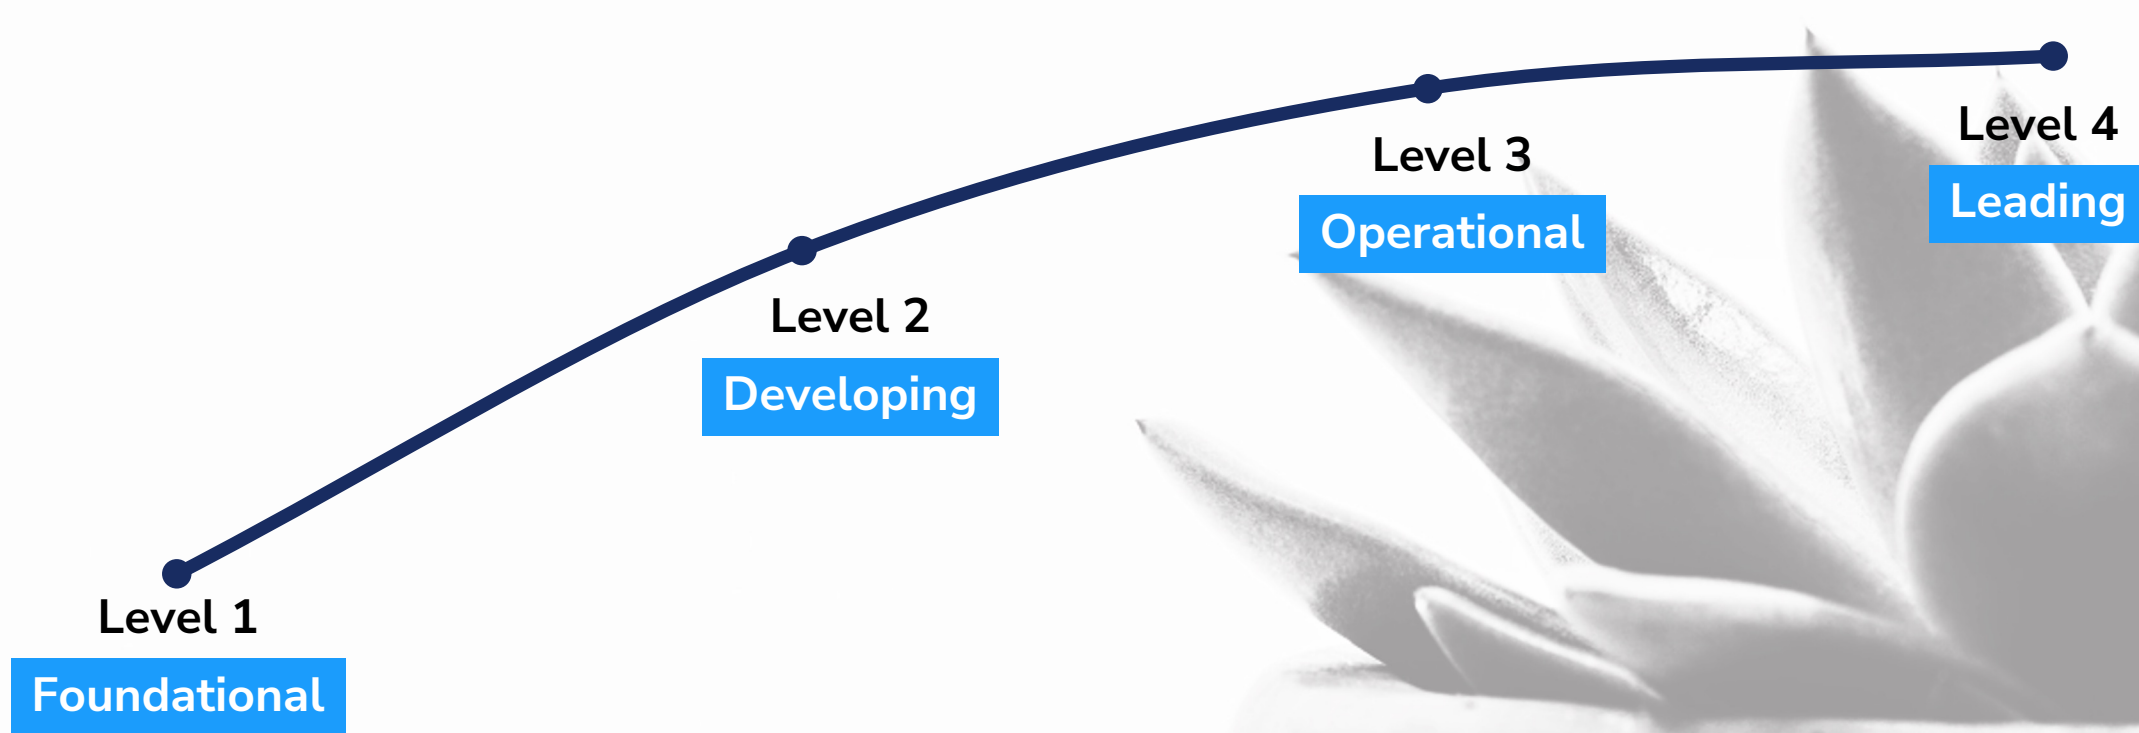 Level 1
Foundational
Level 2
Developing
Level 3
Operational
Level 4
Leading